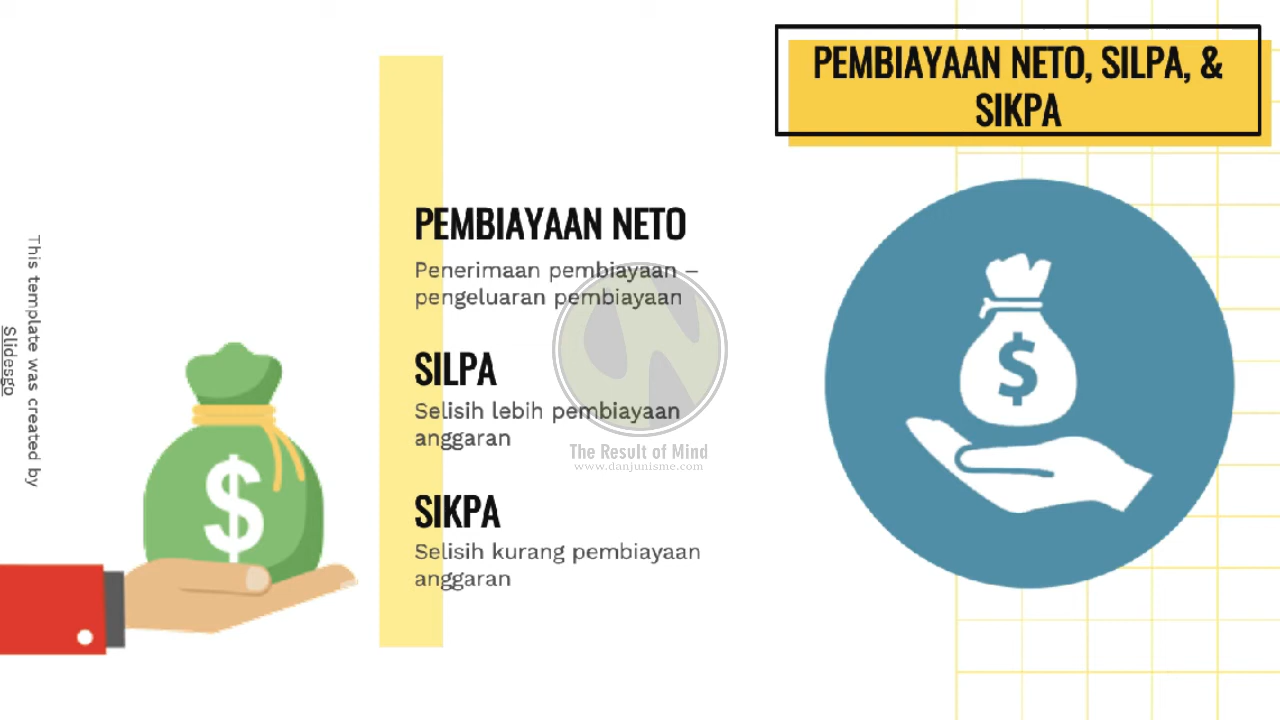 PEMBIAYAAN NETO, SILPA, &
SIKPA
PEMBIAYAAN NETO
Penerimaan pembiayaan –
pengeluaran pembiayaan
SILPA
Selisih lebih pembiayaan
anggaran
SIKPA
Selisih kurang pembiayaan
anggaran
The Result of Mind
www.danjunisme.com
This template was created by
Slidesgo
$
$